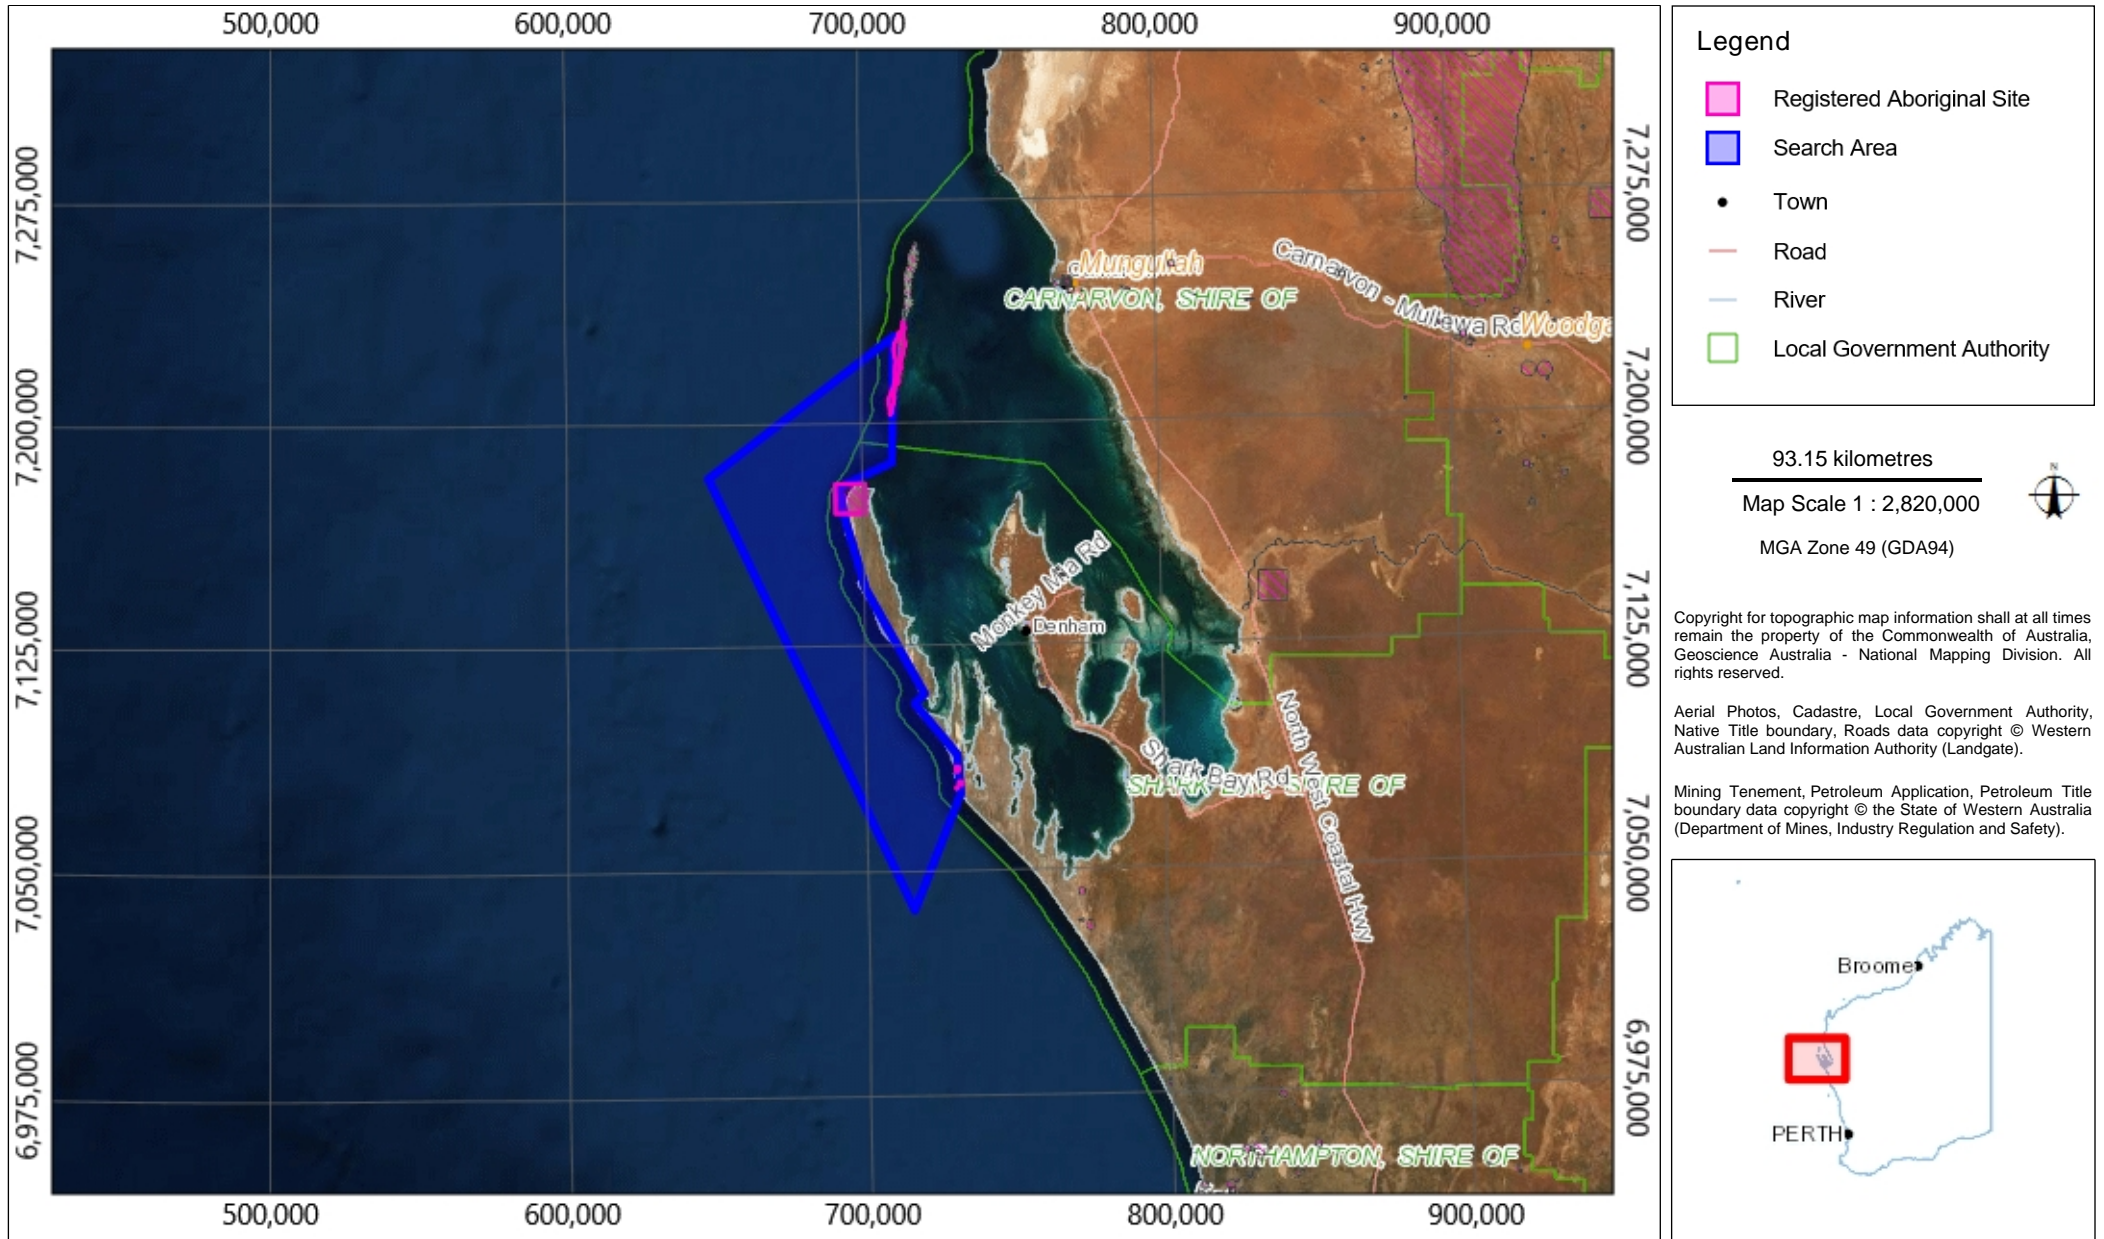 500,000 600,000 700,000 800,000 900,000
7,275,000
7,200,000
7,125,000
7,050,000
6,975,000
Mungullah
CARNARVON, SHIRE OF
Carnarvon - Mullewa Rd
Monkey Mia Rd
Denham
Shark Bay Rd
SHARK BAY, SHIRE OF
North West Coastal Hwy
NORTHAMPTON, SHIRE OF
7,275,000
7,200,000
7,125,000
7,050,000
6,975,000
500,000 600,000 700,000 800,000 900,000
Legend
Registered Aboriginal Site
Search Area
Town
Road
River
Local Government Authority
93.15 kilometres
Map Scale 1 : 2,820,000
MGA Zone 49 (GDA94)
N
Copyright for topographic map information shall at all times
remain the property of the Commonwealth of Australia,
Geoscience Australia - National Mapping Division. All
rights reserved.
Aerial Photos, Cadastre, Local Government Authority,
Native Title boundary, Roads data copyright © Western
Australian Land Information Authority (Landgate).
Mining Tenement, Petroleum Application, Petroleum Title
boundary data copyright © the State of Western Australia
(Department of Mines, Industry Regulation and Safety).
Broome
PERTH